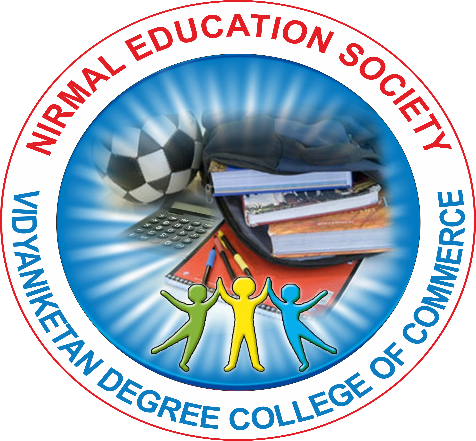 NIRMAL EDUCATION SOCIETY
VIDYANIKETAN DEGREE COLLEGE OF COMMERCE